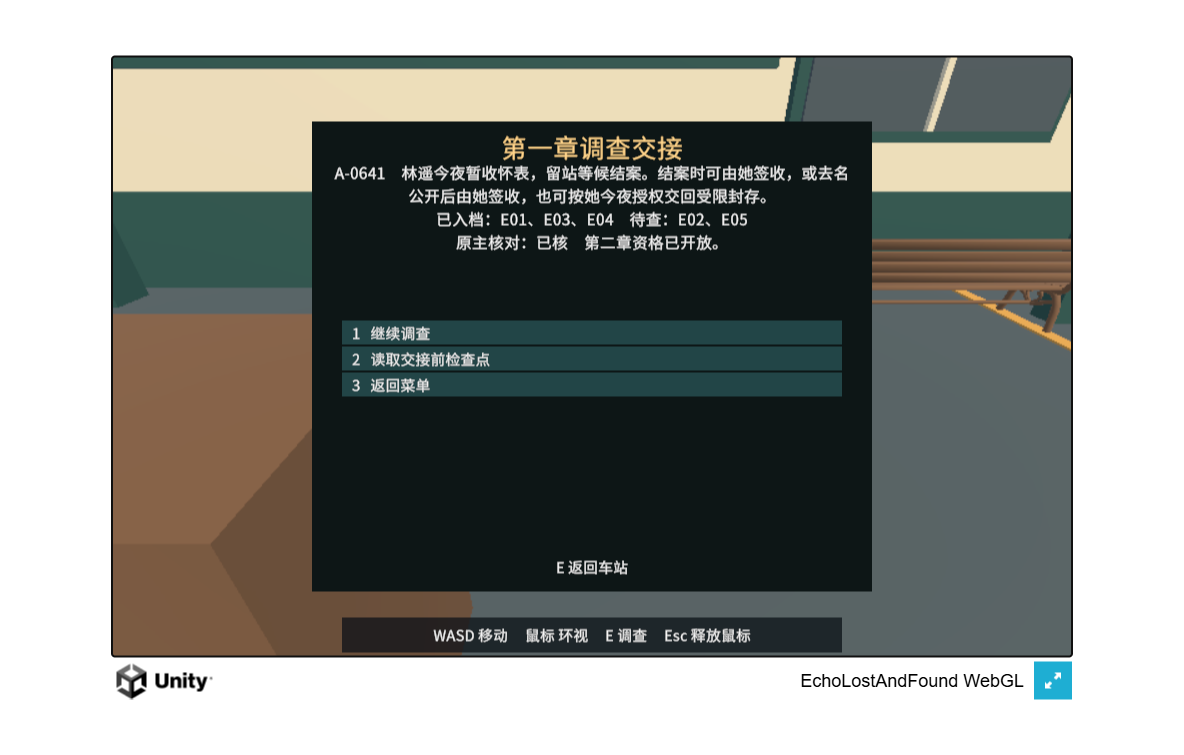 第一章调查交接
A-0641 林遥今夜暂收怀表，留站等候结案。结案时可由她签收，或去名
公开后由她签收，也可按她今夜授权交回受限封存。
已入档：E01、E03、E04 待查：E02、E05
原主核对：已核 第二章资格已开放。
1 继续调查
2 读取交接前检查点
3 返回菜单
E 返回车站
WASD 移动 鼠标 环视 E 调查 Esc 释放鼠标
Unity
EchoLostAndFound WebGL